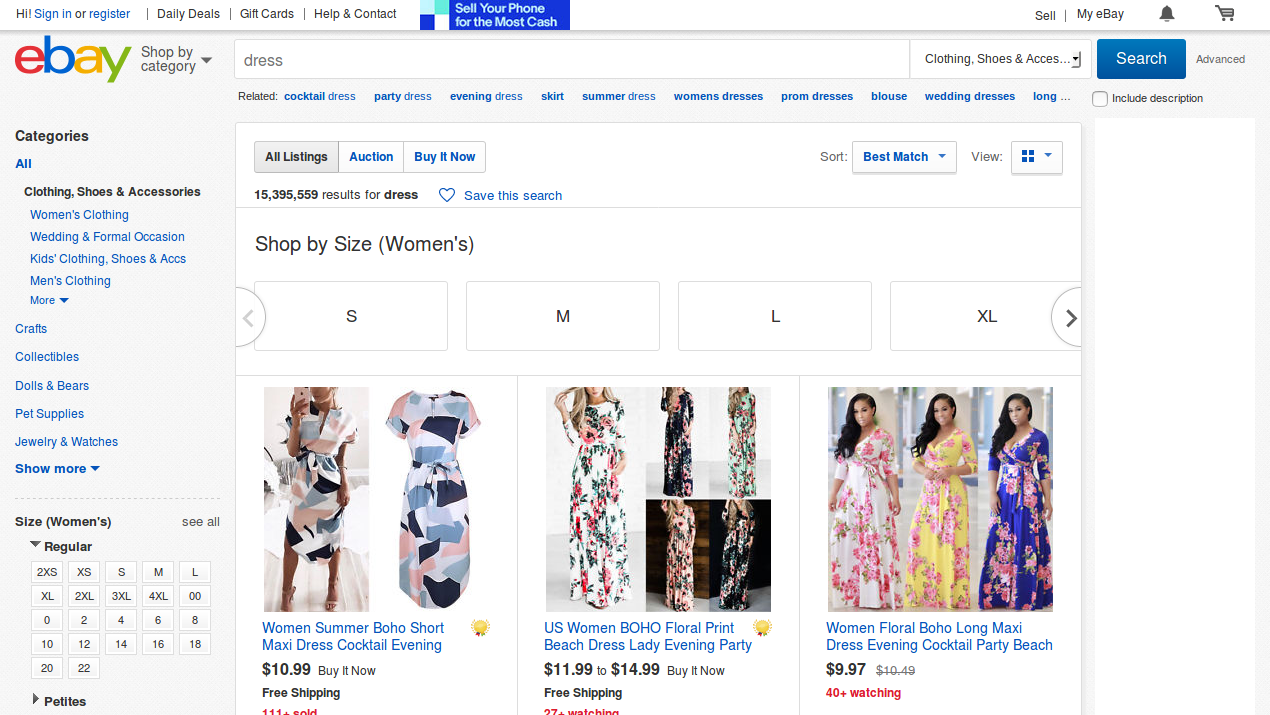 Hi! Sign in or register
Daily Deals
Gift Cards
Help & Contact
Sell Your Phone
for the Most Cash
Sell
My eBay
ebay
Shop by
category
dress
Clothing, Shoes & Acces...
Search
Advanced
Related: cocktail dress party dress evening dress skirt summer dress womens dresses prom dresses blouse wedding dresses long ...
Include description
Categories
All
Clothing, Shoes & Accessories
Women's Clothing
Wedding & Formal Occasion
Kids' Clothing, Shoes & Accs
Men's Clothing
More
Crafts
Collectibles
Dolls & Bears
Pet Supplies
Jewelry & Watches
Show more
Size (Women's)
see all
Regular
2XS XS S M L
XL 2XL 3XL 4XL 00
0 2 4 6 8
10 12 14 16 18
20 22
Petites
All Listings
Auction
Buy It Now
Sort: Best Match
View:
15,395,559 results for dress
Save this search
Shop by Size (Women's)
S
M
L
XL
Women Summer Boho Short
Maxi Dress Cocktail Evening
$10.99 Buy It Now
Free Shipping
111+ sold
US Women BOHO Floral Print
Beach Dress Lady Evening Party
$11.99 to $14.99 Buy It Now
Free Shipping
27+ watching
Women Floral Boho Long Maxi
Dress Evening Cocktail Party Beach
$9.97 $10.49
40+ watching